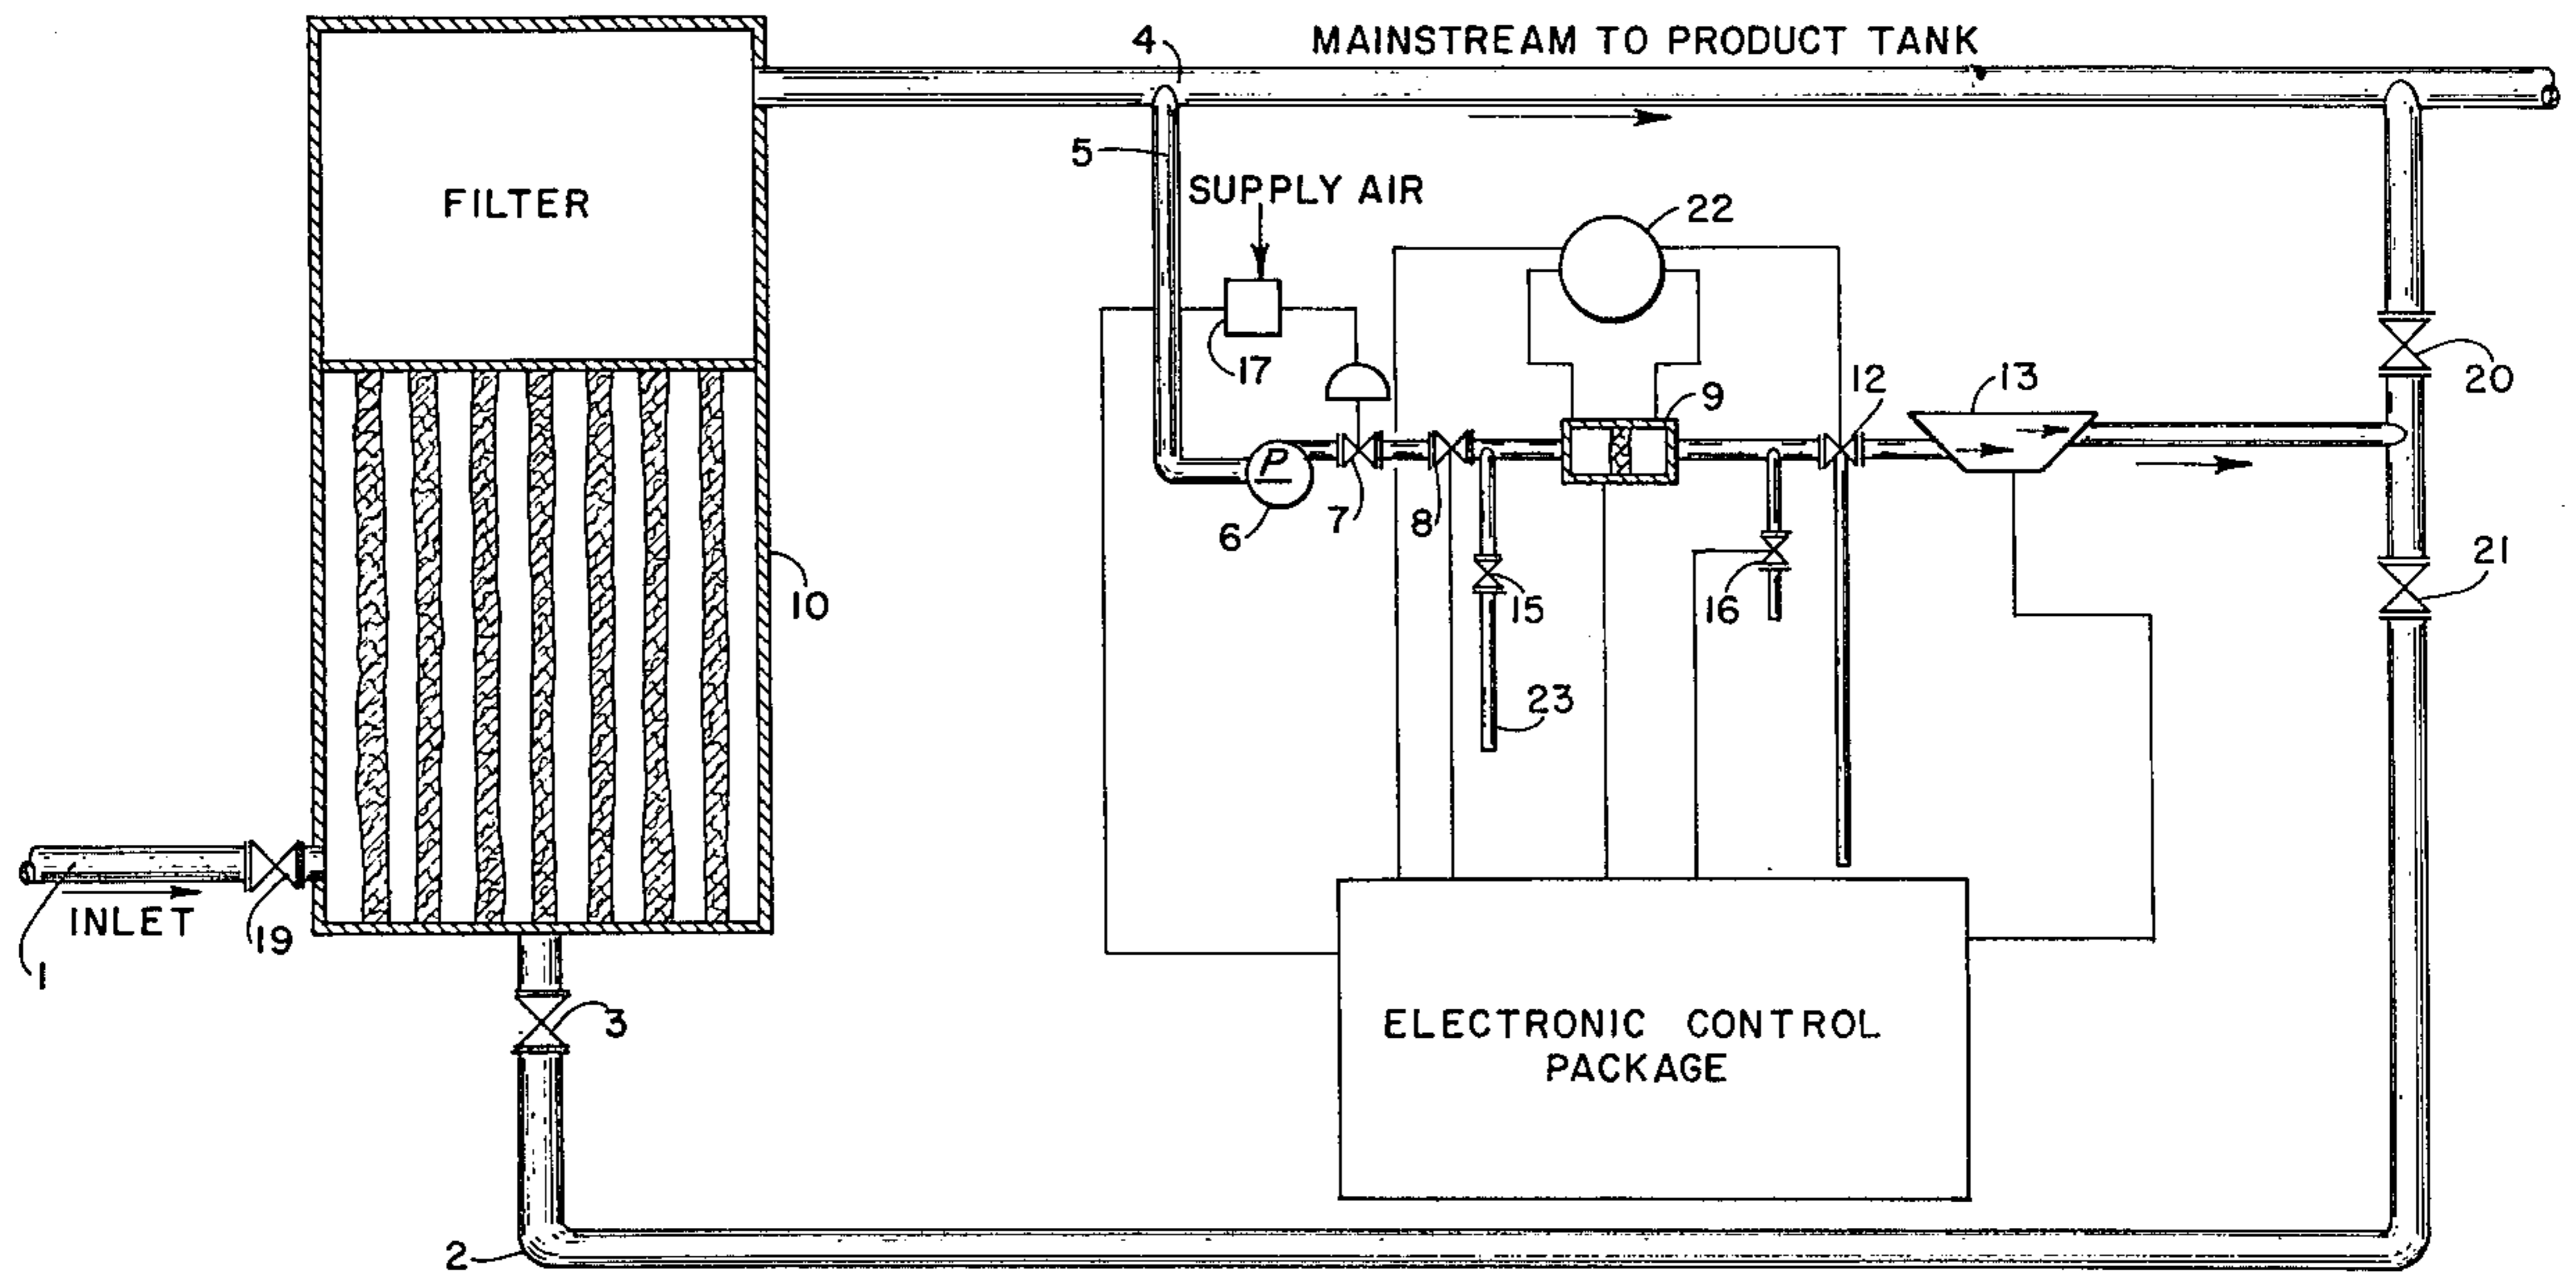 MAINSTREAM TO PRODUCT TANK
4
5
SUPPLY AIR
FILTER
22
17
12
13
20
9
6
7
8
10
15
16
21
23
INLET
19
1
3
ELECTRONIC CONTROL
PACKAGE
2
P